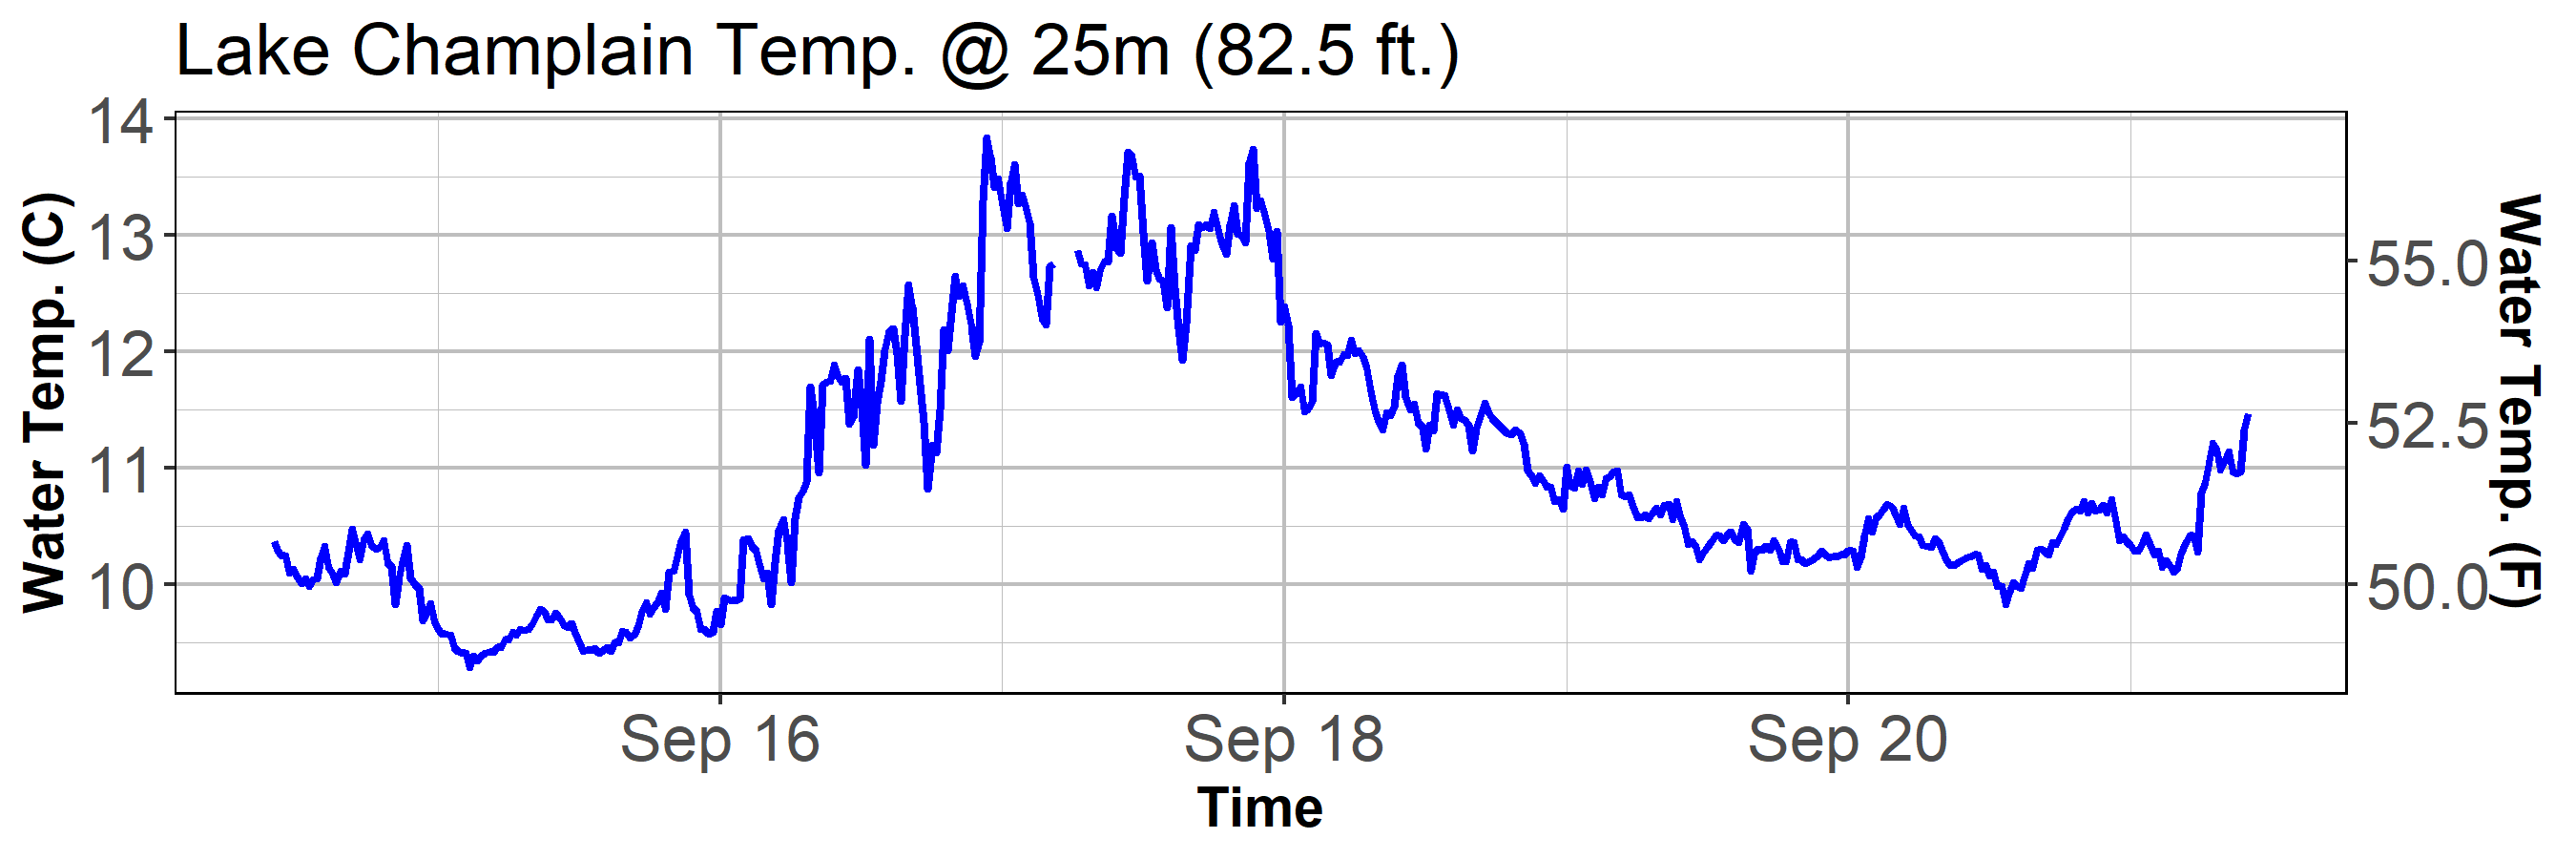 Lake Champlain Temp. @ 25m (82.5 ft.)
Water Temp. (C)
14
13
12
11
10
55.0
52.5
50.0
Water Temp. (F)
Sep 16
Sep 18
Sep 20
Time